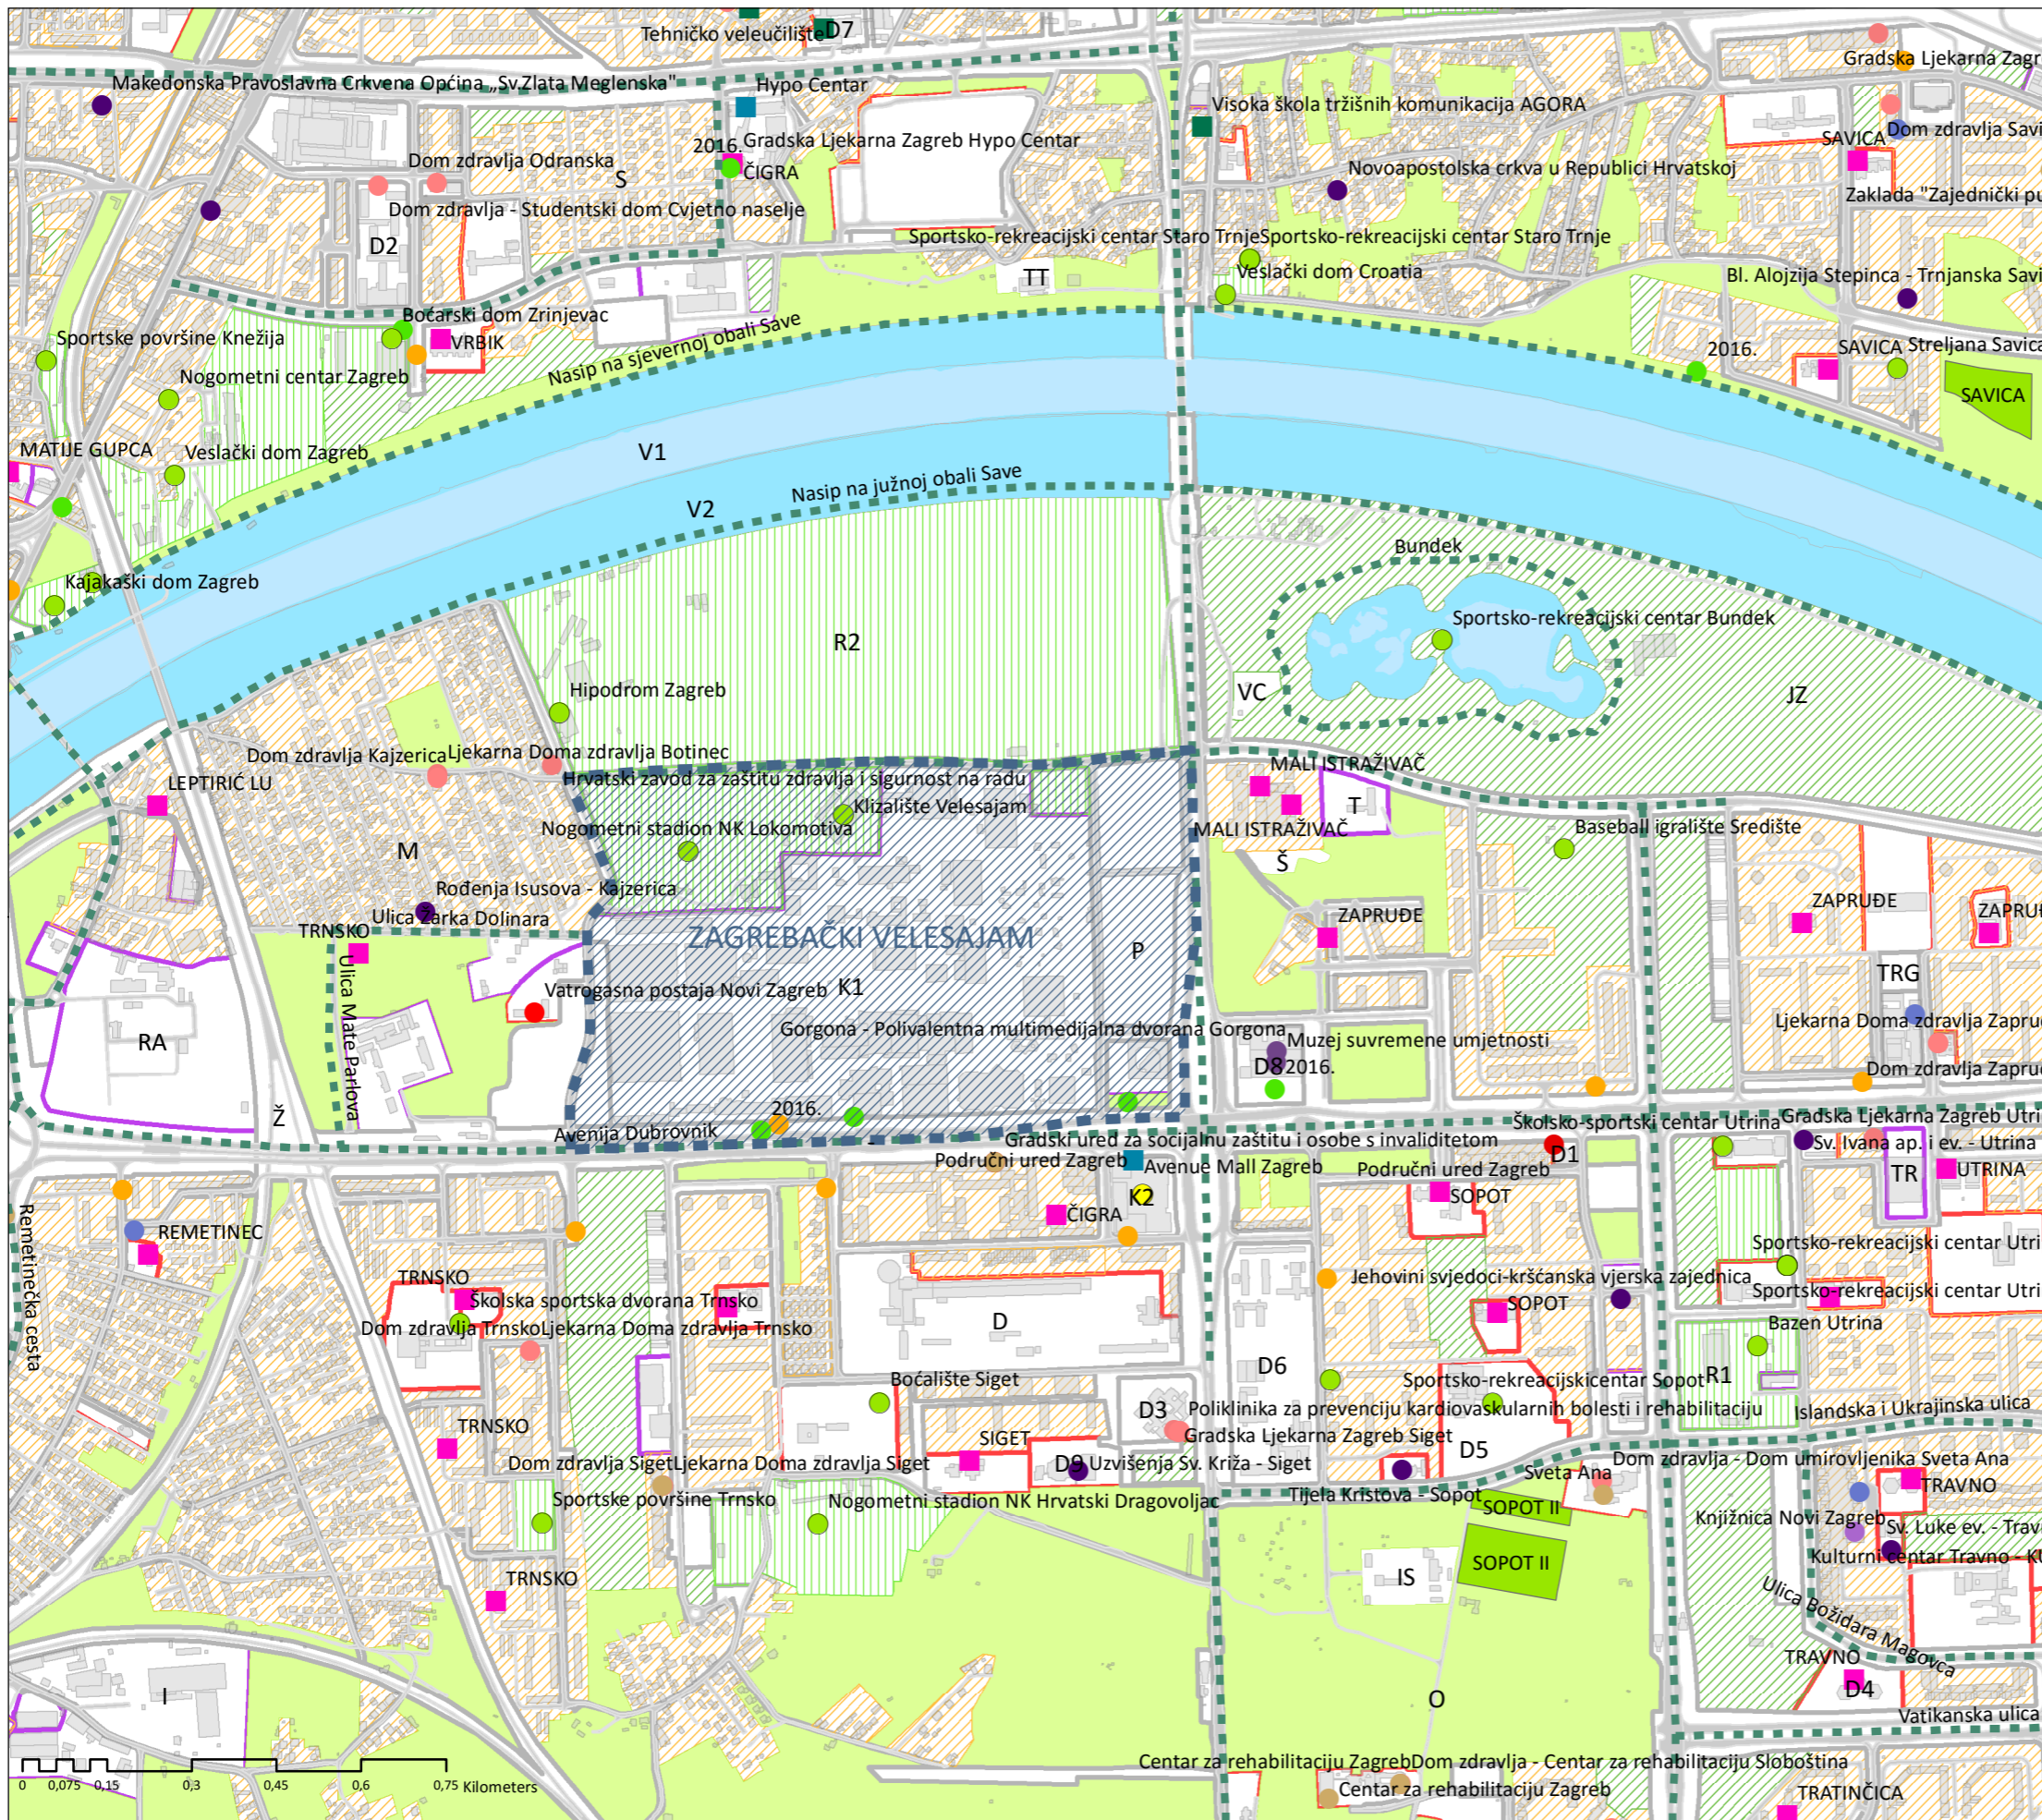 Tehničko veleučilište
D7
Gradska Ljekarna Zagr
Makedonska Pravoslavna Crkvena Općina „Sv.Zlata Meglenska"
Hypo Centar
Visoka škola tržišnih komunikacija AGORA
SAVICA
Dom zdravlja Savi
2016.
Gradska Ljekarna Zagreb Hypo Centar
Dom zdravlja Odranska
S
ČIGRA
Novoapostolska crkva u Republici Hrvatskoj
Zaklada "Zajednički pu
Dom zdravlja - Studentski dom Cvjetno naselje
D2
Sportsko-rekreacijski centar Staro Trnje
Sportsko-rekreacijski centar Staro Trnje
TT
Veslački dom Croatia
Bl. Alojzija Stepinca - Trnjanska Savi
Boćarski dom Zrinjevac
Sportske površine Knežija
VRBIK
Nasip na sjevernoj obali Save
2016.
SAVICA
Streljana Savica
Nogometni centar Zagreb
SAVICA
MATIJE GUPCA
Veslački dom Zagreb
V1
Nasip na južnoj obali Save
V2
Bundek
Kajakaški dom Zagreb
Sportsko-rekreacijski centar Bundek
R2
Hipodrom Zagreb
VC
JZ
Dom zdravlja Kajzerica
Ljekarna Doma zdravlja Botinec
LEPTIRIĆ LU
Hrvatski zavod za zaštitu zdravlja i sigurnost na radu
MALI ISTRAŽIVAČ
Klizalište Velesajam
T
Nogometni stadion NK Lokomotiva
MALI ISTRAŽIVAČ
Baseball igralište Središte
M
Š
Rođenja Isusova - Kajzerica
Ulica Žarka Dolinara
ZAPRUĐE
ZAPRUĐE
ZAPRUĐ
TRNSKO
ZAGREBAČKI VELESAJAM
P
Ulica Mate Parlova
TRG
Vatrogasna postaja Novi Zagreb
K1
RA
Gorgona - Polivalentna multimedijalna dvorana Gorgona
Muzej suvremene umjetnosti
Ljekarna Doma zdravlja Zapruđ
D8
2016.
Dom zdravlja Zapruđ
Ž
2016.
Avenija Dubrovnik
Gradski ured za socijalnu zaštitu i osobe s invaliditetom
Školsko-sportski centar Utrina
Gradska Ljekarna Zagreb Utri
D1
Sv. Ivana ap. i ev. - Utrina
Područni ured Zagreb
Avenue Mall Zagreb
Područni ured Zagreb
TR
UTRINA
K2
SOPOT
Remetinečka cesta
REMETINEC
ČIGRA
Sportsko-rekreacijski centar Utri
TRNSKO
Jehovini svjedoci-kršćanska vjerska zajednica
Sportsko-rekreacijski centar Utri
Školska sportska dvorana Trnsko
SOPOT
Dom zdravlja Trnsko
Ljekarna Doma zdravlja Trnsko
D
Bazen Utrina
D6
Boćalište Siget
Sportsko-rekreacijskicentar Sopot
R1
D3
Poliklinika za prevenciju kardiovaskularnih bolesti i rehabilitaciju
Islandska i Ukrajinska ulica
TRNSKO
SIGET
Gradska Ljekarna Zagreb Siget
D5
Dom zdravlja Siget
Ljekarna Doma zdravlja Siget
D9
Uzvišenja Sv. Križa - Siget
Dom zdravlja - Dom umirovljenika Sveta Ana
Sveta Ana
TRAVNO
Sportske površine Trnsko
Nogometni stadion NK Hrvatski Dragovoljac
Tijela Kristova - Sopot
SOPOT II
Knjižnica Novi Zagreb
Sv. Luke ev. - Trav
Kulturni centar Travno - KU
SOPOT II
IS
TRNSKO
Ulica Božidara Magovca
TRAVNO
D4
I
O
Vatikanska ulica
Centar za rehabilitaciju Zagreb
Dom zdravlja - Centar za rehabilitaciju Sloboština
Centar za rehabilitaciju Zagreb
TRATINČICA
0 0,075 0,15 0,3 0,45 0,6 0,75 Kilometers